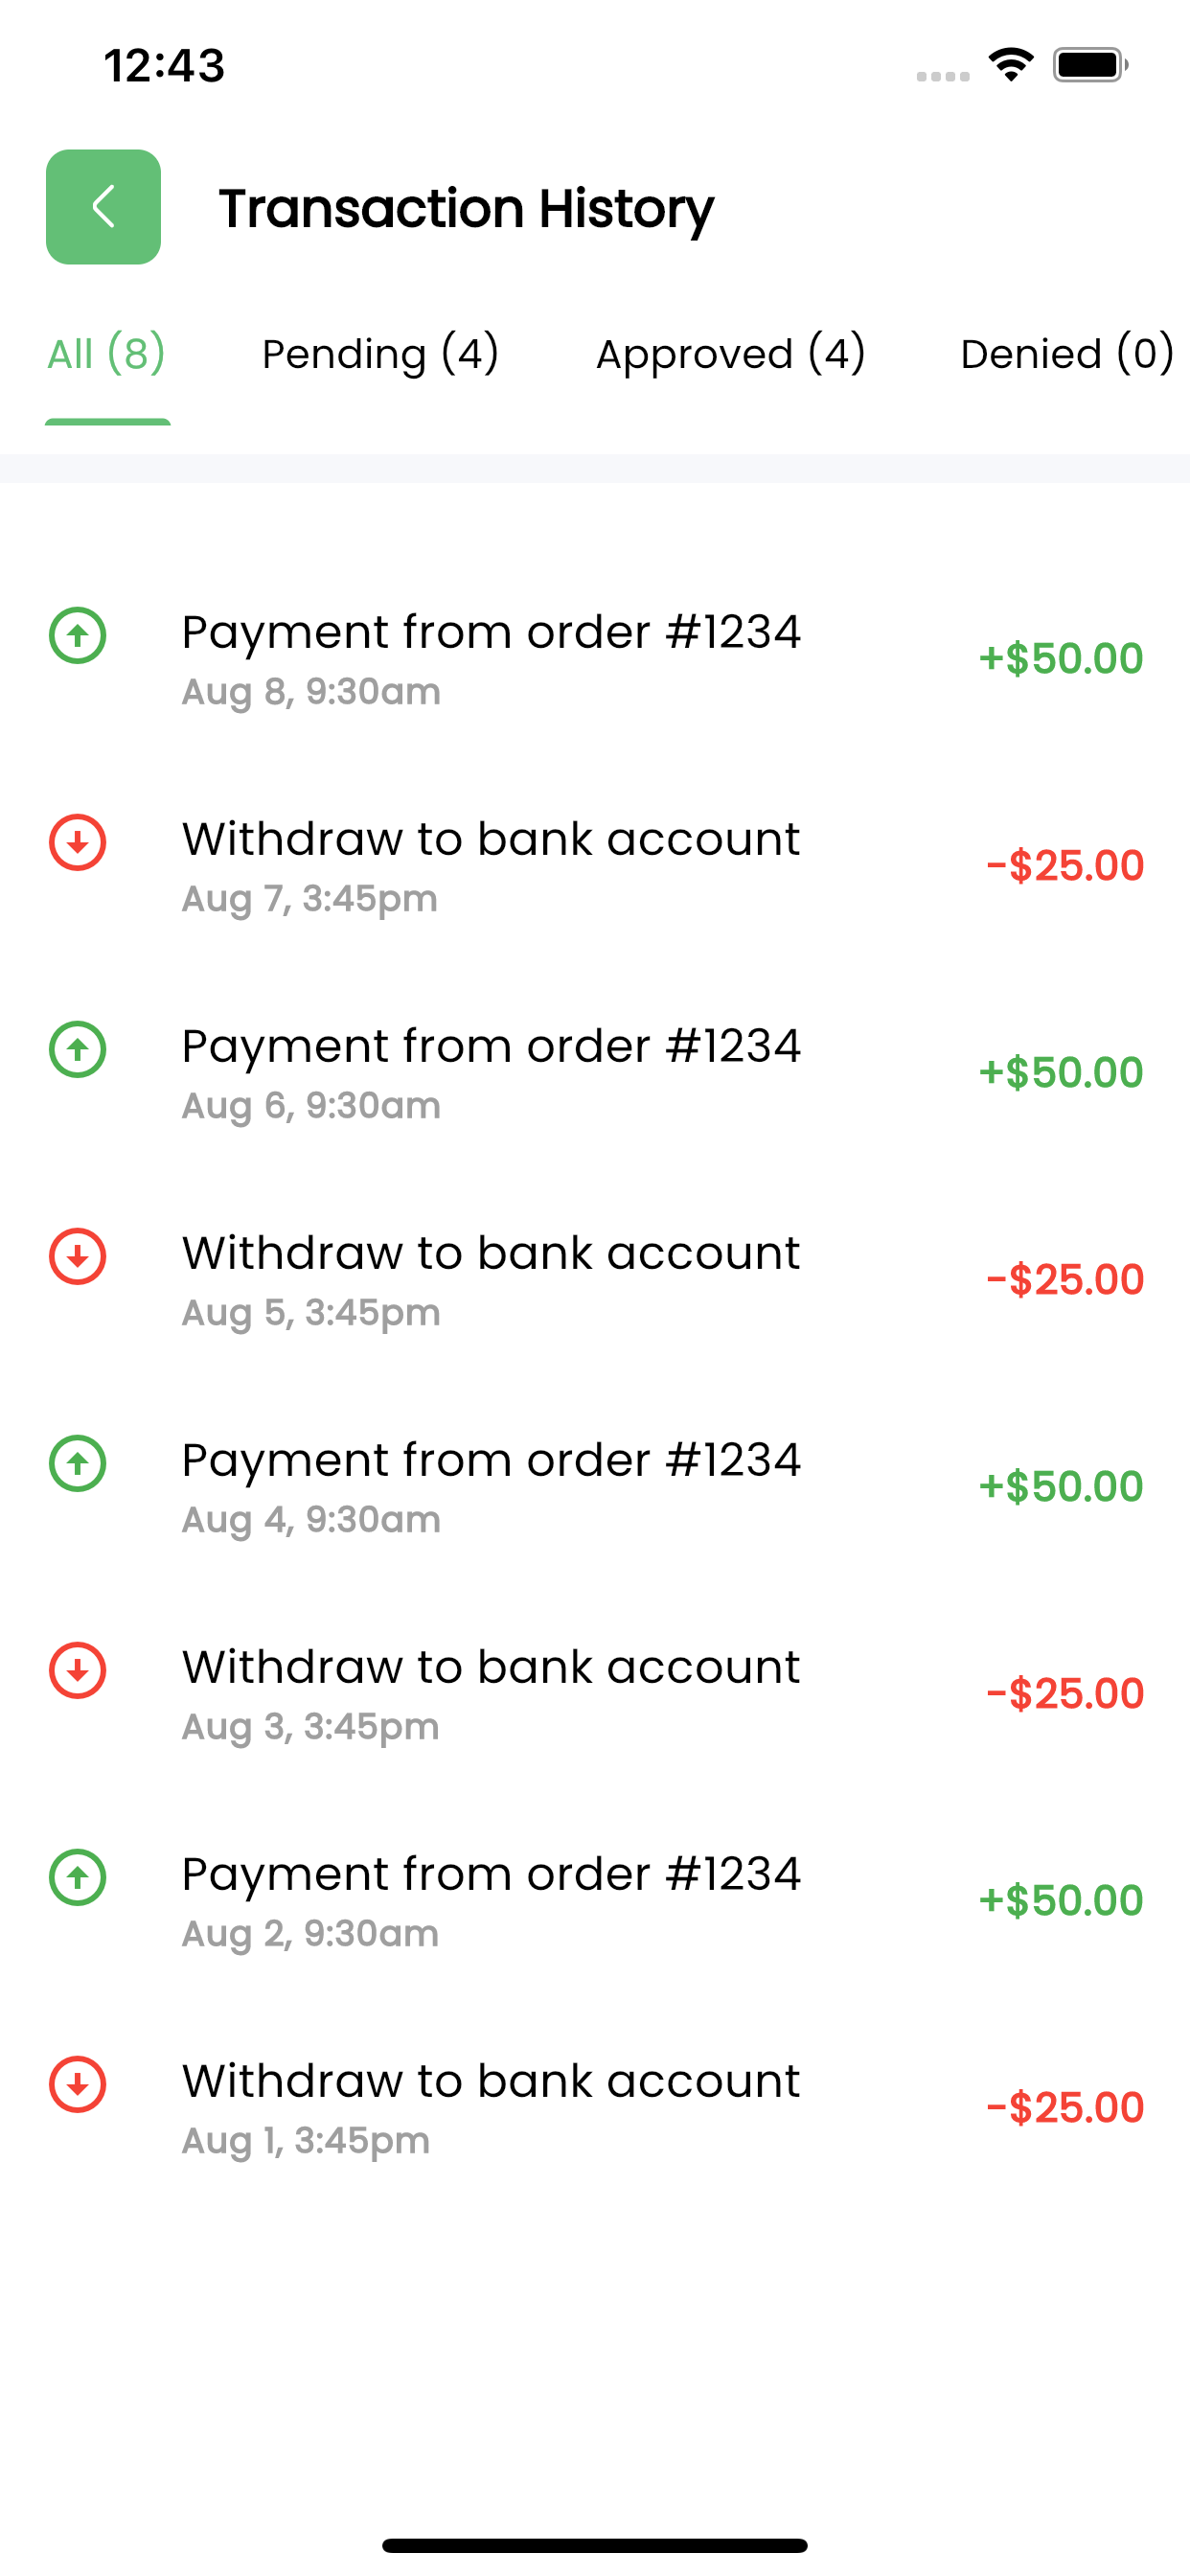 12:43
Transaction History
All (8) Pending (4) Approved (4) Denied (0)
Payment from order #1234
+$50.00
Aug 8, 9:30am
Withdraw to bank account
-$25.00
Aug 7, 3:45pm
Payment from order #1234
+$50.00
Aug 6, 9:30am
Withdraw to bank account
-$25.00
Aug 5, 3:45pm
Payment from order #1234
+$50.00
Aug 4, 9:30am
Withdraw to bank account
-$25.00
Aug 3, 3:45pm
Payment from order #1234
+$50.00
Aug 2, 9:30am
Withdraw to bank account
-$25.00
Aug 1, 3:45pm